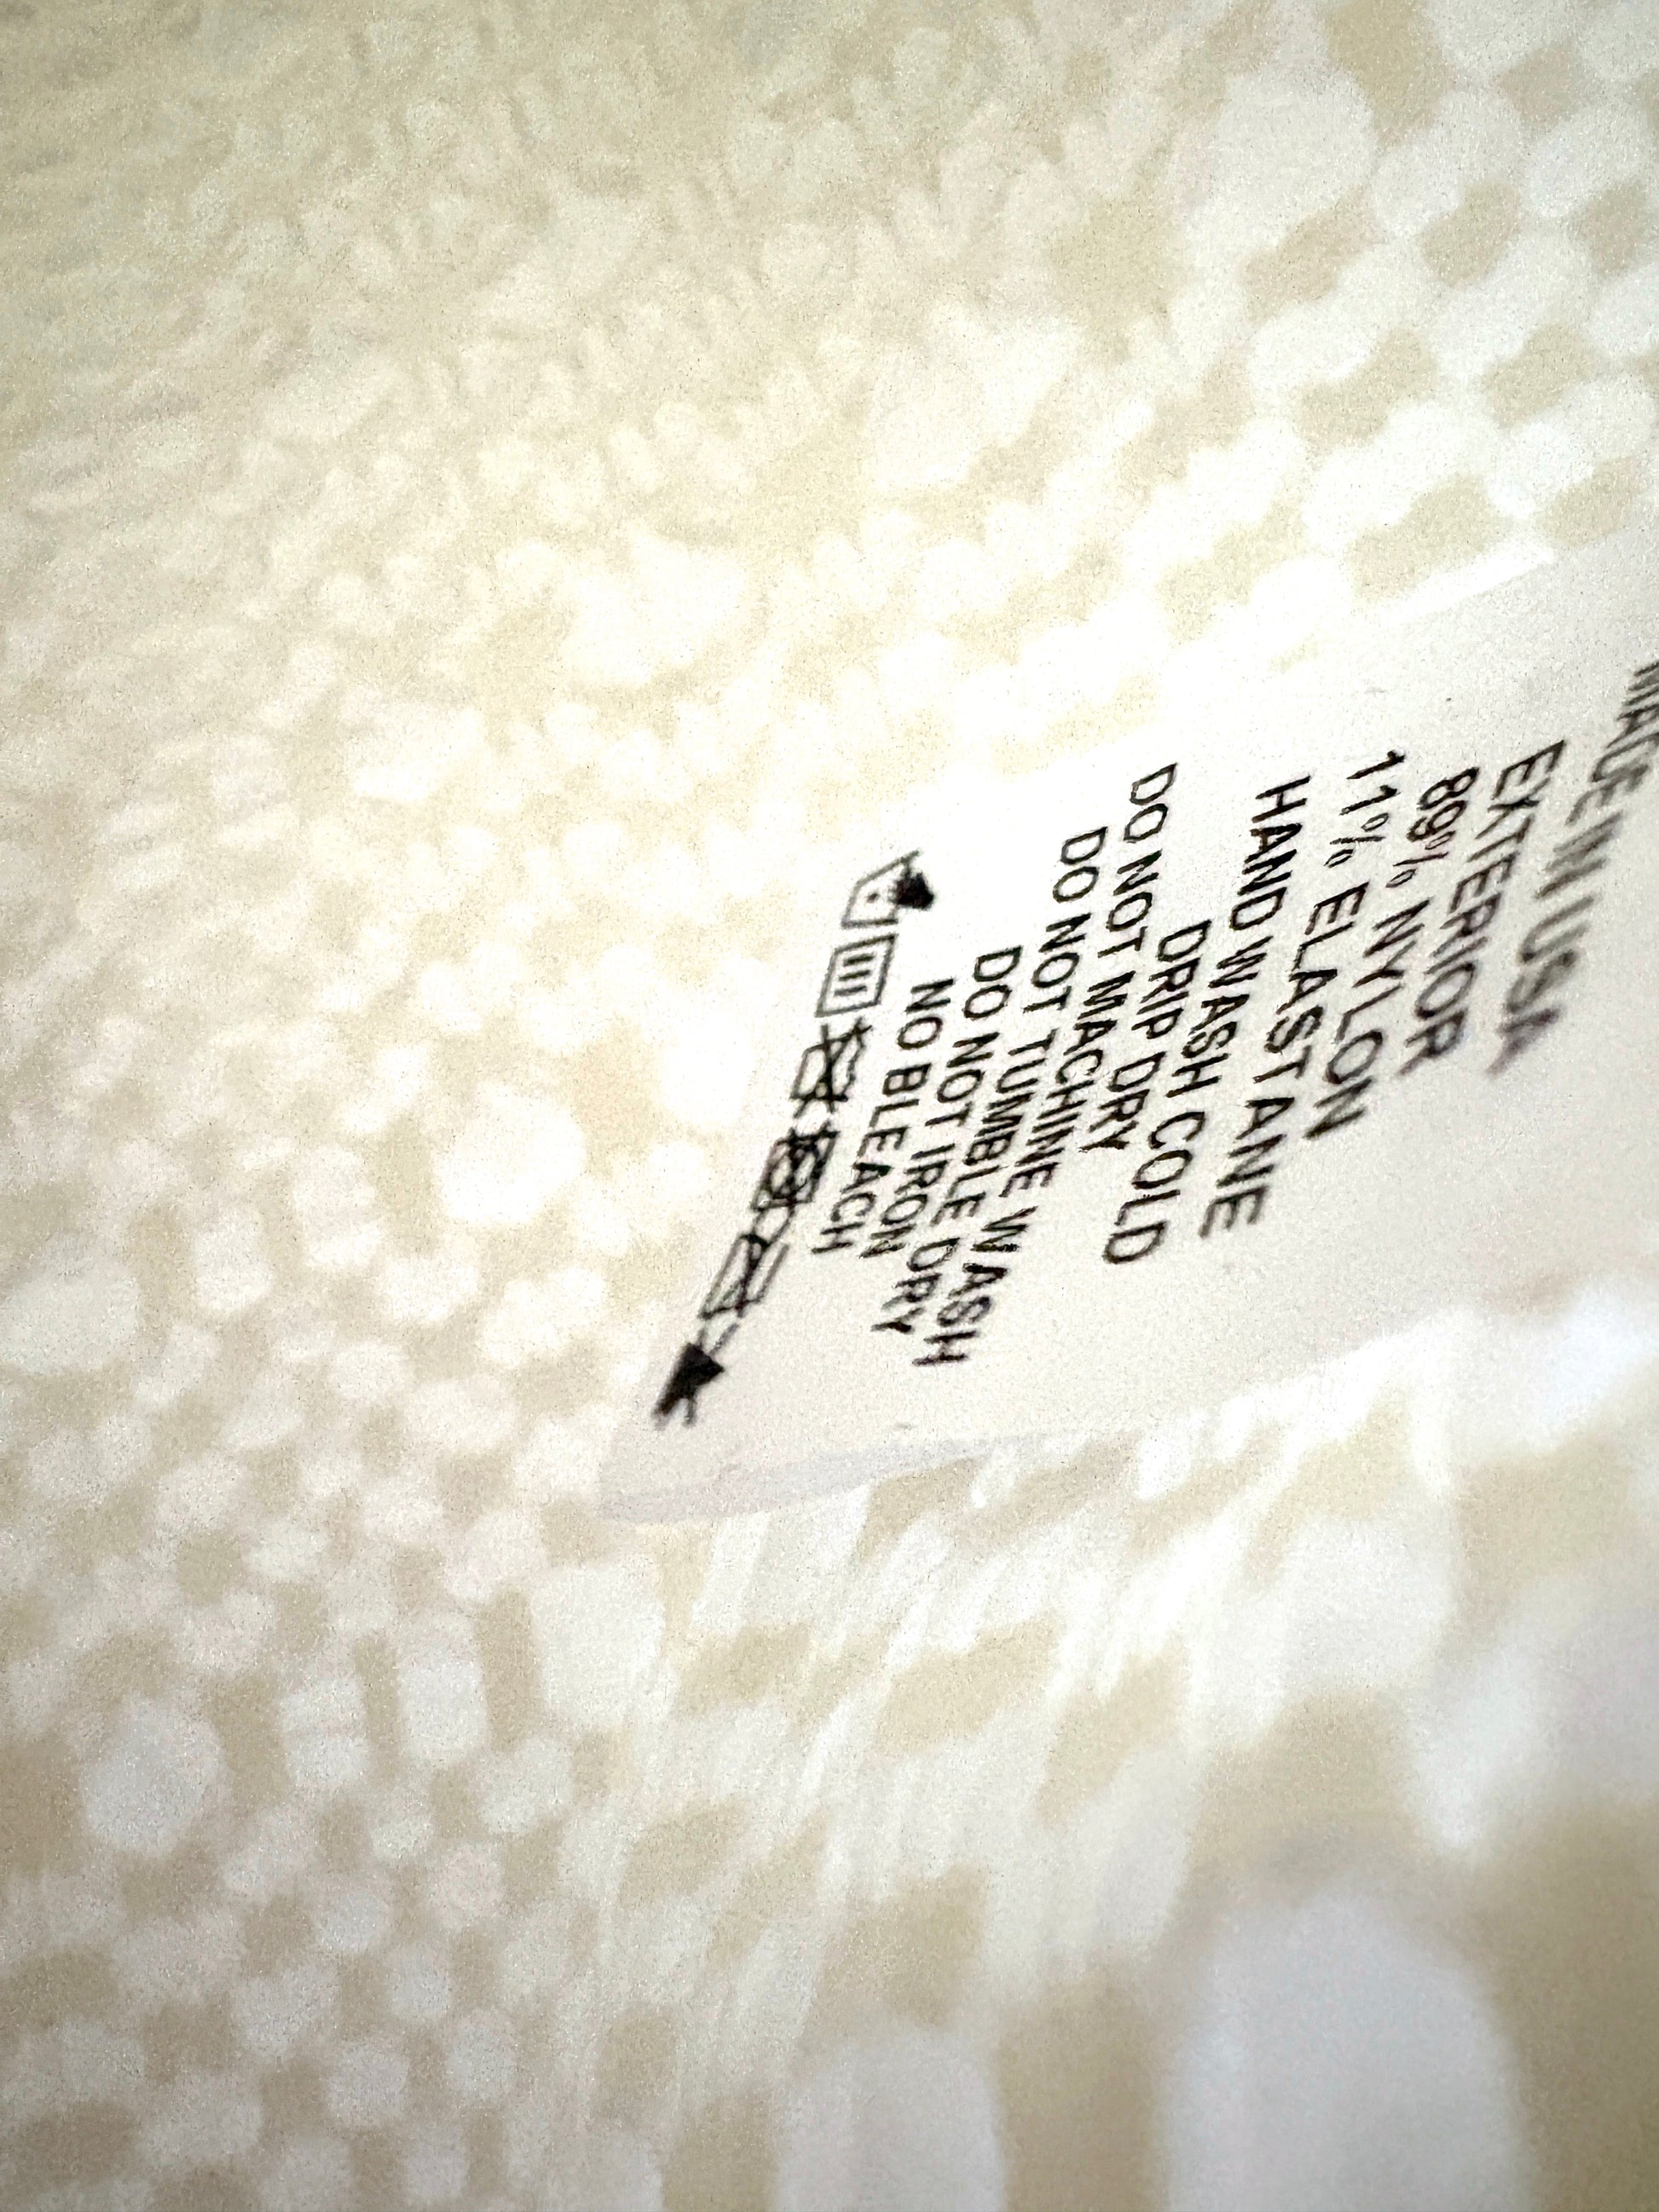 MADE IN USA
EXTERIOR
89% NYLON
11% ELASTANE
HAND WASH COLD
DRIP DRY
DO NOT MACHINE WASH
DO NOT TUMBLE DRY
DO NOT IRON
NO BLEACH